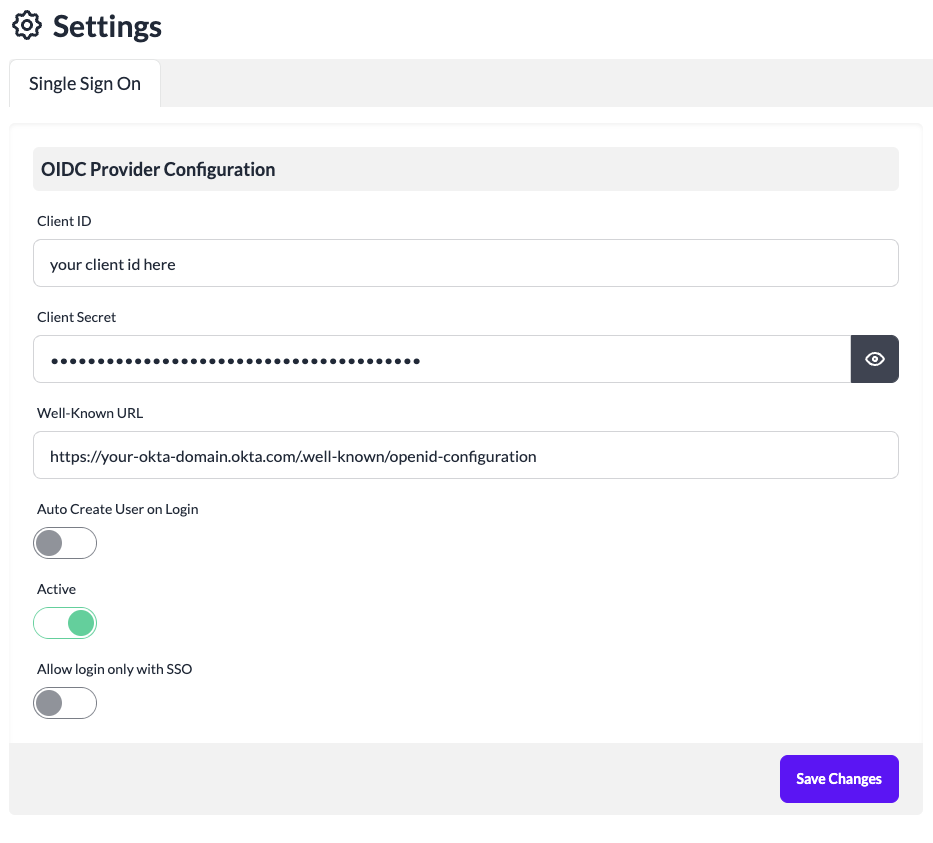 Settings
Single Sign On
OIDC Provider Configuration
Client ID
your client id here
Client Secret
••••••••••••••••••••••••••••••••••••••••
Well-Known URL
https://your-okta-domain.okta.com/.well-known/openid-configuration
Auto Create User on Login
Active
Allow login only with SSO
Save Changes